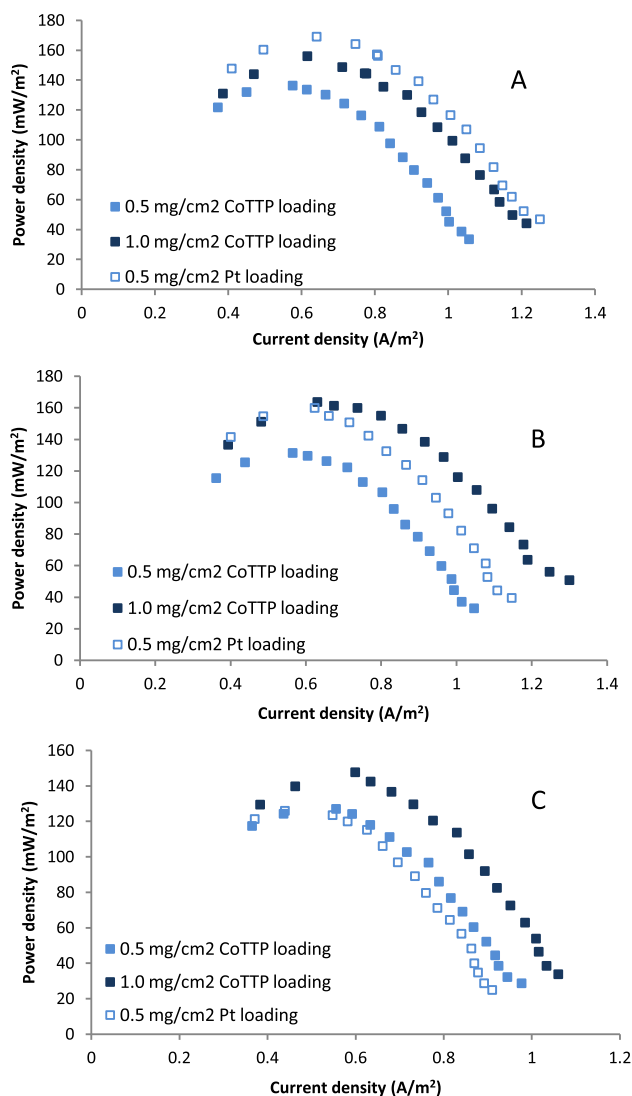 180
160
140
120
100
80
60
40
20
0
Power density (mW/m²)
A
0.5 mg/cm2 CoTTP loading
1.0 mg/cm2 CoTTP loading
0.5 mg/cm2 Pt loading
0 0.2 0.4 0.6 0.8 1 1.2 1.4
Current density (A/m²)
180
160
140
120
100
80
60
40
20
0
Power density (mW/m²)
B
0.5 mg/cm2 CoTTP loading
1.0 mg/cm2 CoTTP loading
0.5 mg/cm2 Pt loading
0 0.2 0.4 0.6 0.8 1 1.2 1.4
Current density (A/m²)
160
140
120
100
80
60
40
20
0
Power density (mW/m²)
C
0.5 mg/cm2 CoTTP loading
1.0 mg/cm2 CoTTP loading
0.5 mg/cm2 Pt loading
0 0.2 0.4 0.6 0.8 1 1.2
Current density (A/m²)